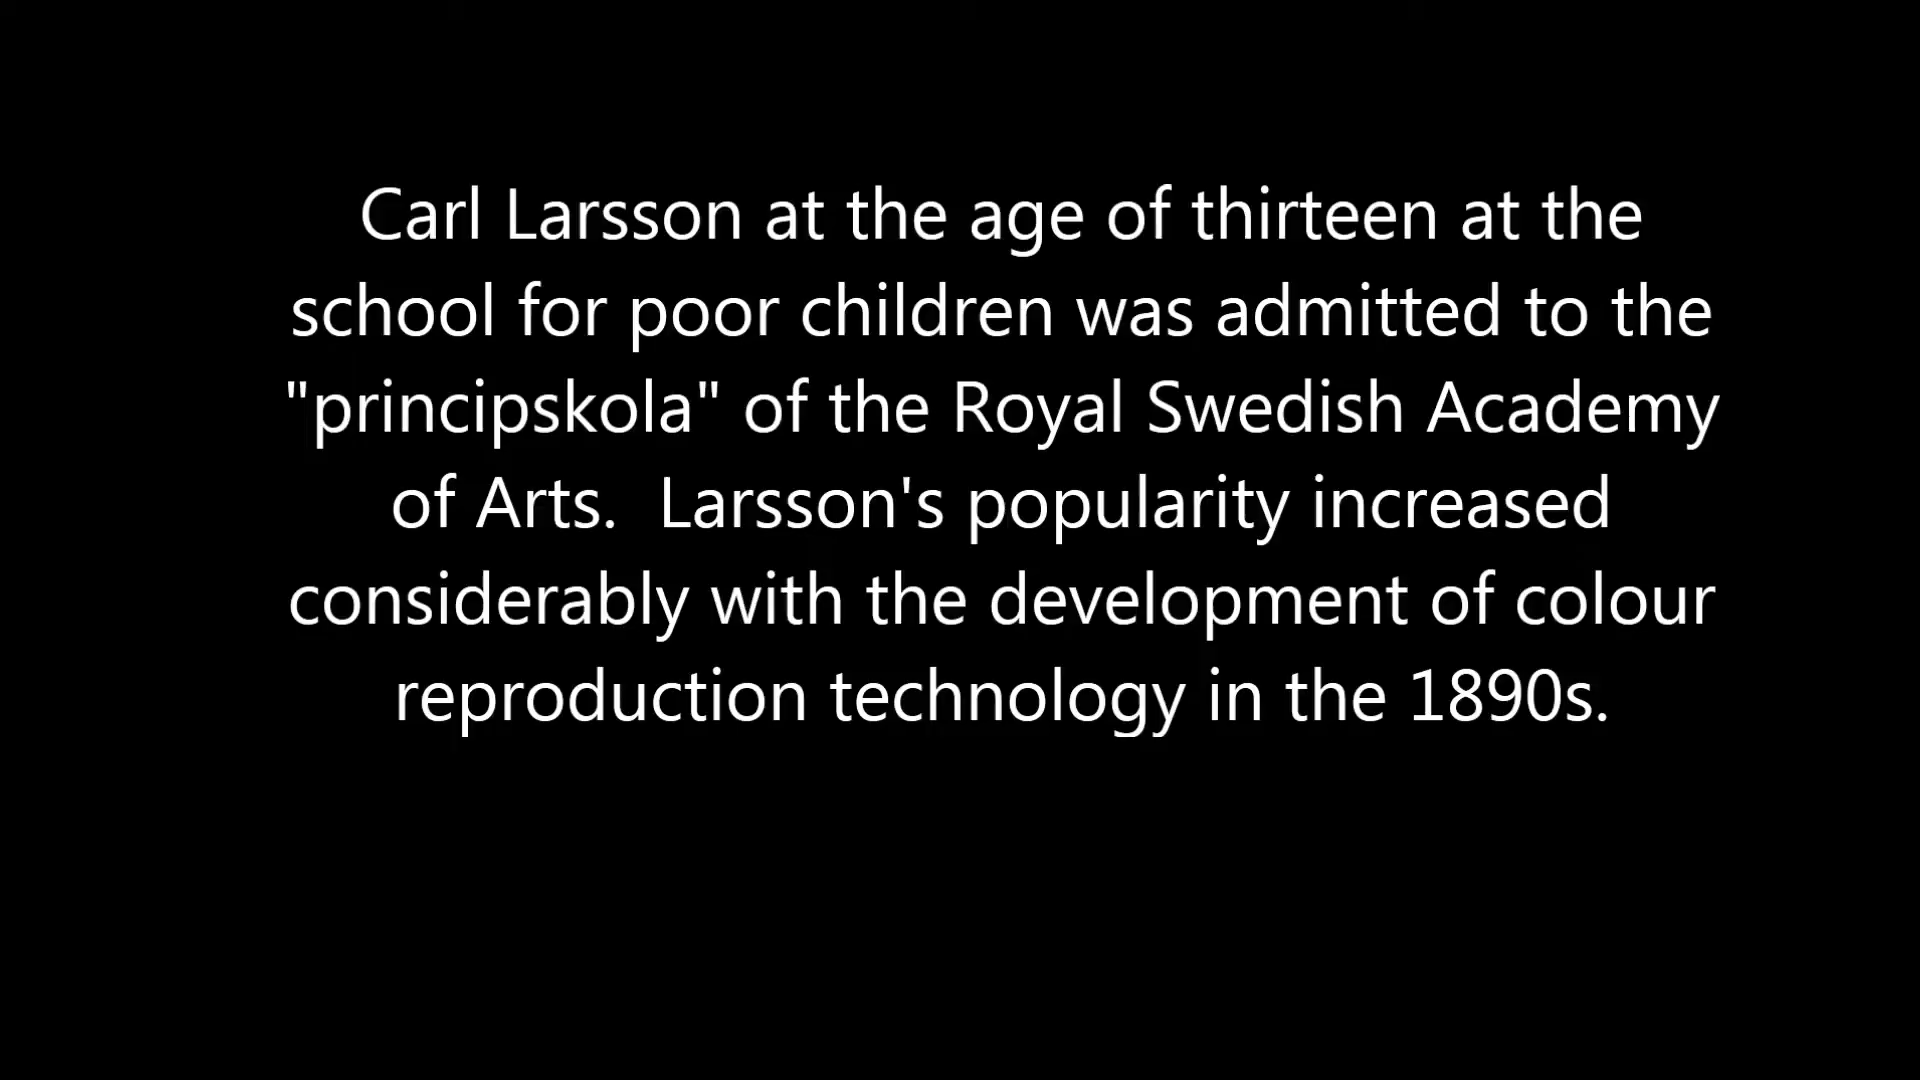 Carl Larsson at the age of thirteen at the
school for poor children was admitted to the
"principskola" of the Royal Swedish Academy
of Arts.  Larsson's popularity increased
considerably with the development of colour
reproduction technology in the 1890s.